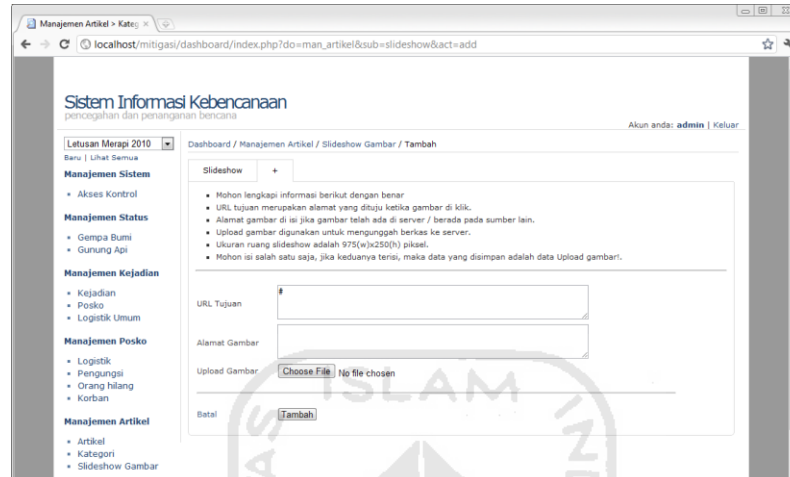 Manajemen Artikel > Kateg
localhost/mitigasi/dashboard/index.php?do=man_artikel&sub=slideshow&act=add
Sistem Informasi Kebencanaan
pencegahan dan penanganan bencana
Akun anda: admin | Keluar
Letusan Merapi 2010
Baru | Lihat Semua
Manajemen Sistem
Akses Kontrol
Manajemen Status
Gempa Bumi
Gunung Api
Manajemen Kejadian
Kejadian
Posko
Logistik Umum
Manajemen Posko
Logistik
Pengungsi
Orang hilang
Korban
Manajemen Artikel
Artikel
Kategori
Slideshow Gambar
Dashboard / Manajemen Artikel / Slideshow Gambar / Tambah
Slideshow +
Mohon lengkapi informasi berikut dengan benar
URL tujuan merupakan alamat yang dituju ketika gambar di klik.
Alamat gambar di isi jika gambar telah ada di server / berada pada sumber lain.
Upload gambar digunakan untuk mengunggah berkas ke server.
Ukuran ruang slideshow adalah 975(w)x250(h) piksel.
Mohon isi salah satu saja, jika keduanya terisi, maka data yang disimpan adalah data Upload gambar!.
URL Tujuan #
Alamat Gambar
Upload Gambar Choose File No file chosen
Batal Tambah
ISLAM